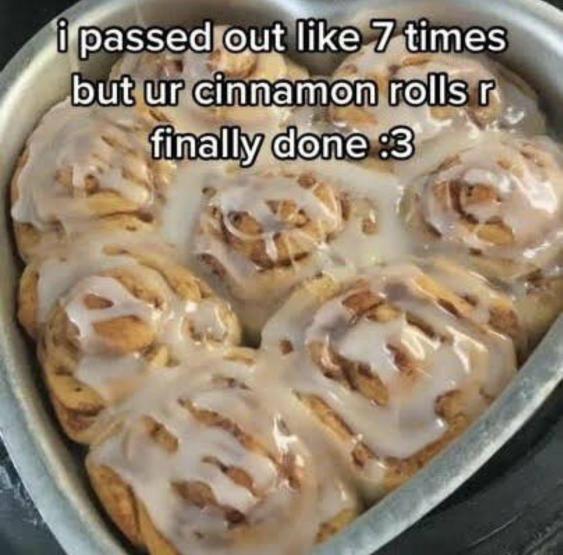 i passed out like 7 times
but ur cinnamon rolls r
finally done :3